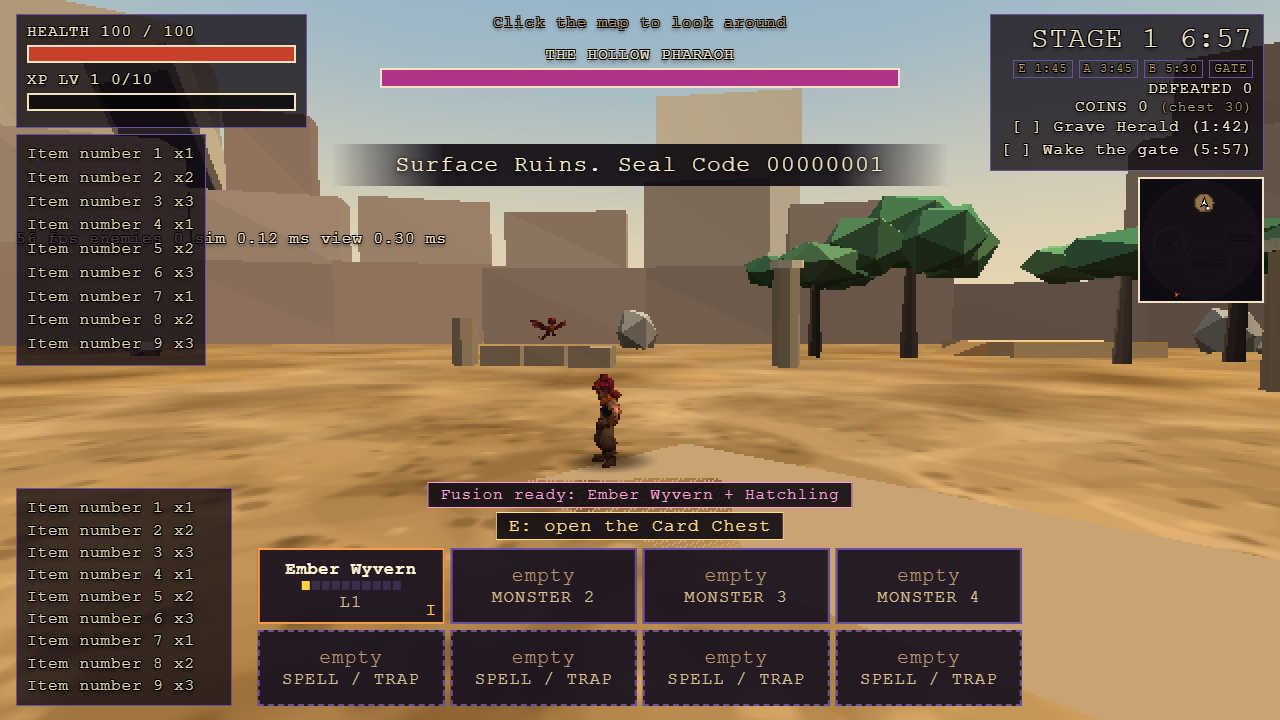 HEALTH 100 / 100
XP LV 1 0/10
Item number 1 x1
Item number 2 x2
Item number 3 x3
Item number 4 x1
Item number 5 x2
Item number 6 x3
Item number 7 x1
Item number 8 x2
Item number 9 x3
56 fps enemies 0 sim 0.12 ms view 0.30 ms
Click the map to look around
THE HOLLOW PHARAOH
Surface Ruins. Seal Code 00000001
STAGE 1 6:57
E 1:45 A 3:45 B 5:30 GATE
DEFEATED 0
COINS 0 (chest 30)
[ ] Grave Herald (1:42)
[ ] Wake the gate (5:57)
Item number 1 x1
Item number 2 x2
Item number 3 x3
Item number 4 x1
Item number 5 x2
Item number 6 x3
Item number 7 x1
Item number 8 x2
Item number 9 x3
Fusion ready: Ember Wyvern + Hatchling
E: open the Card Chest
Ember Wyvern
L1
I
empty
MONSTER 2
empty
MONSTER 3
empty
MONSTER 4
empty
SPELL / TRAP
empty
SPELL / TRAP
empty
SPELL / TRAP
empty
SPELL / TRAP